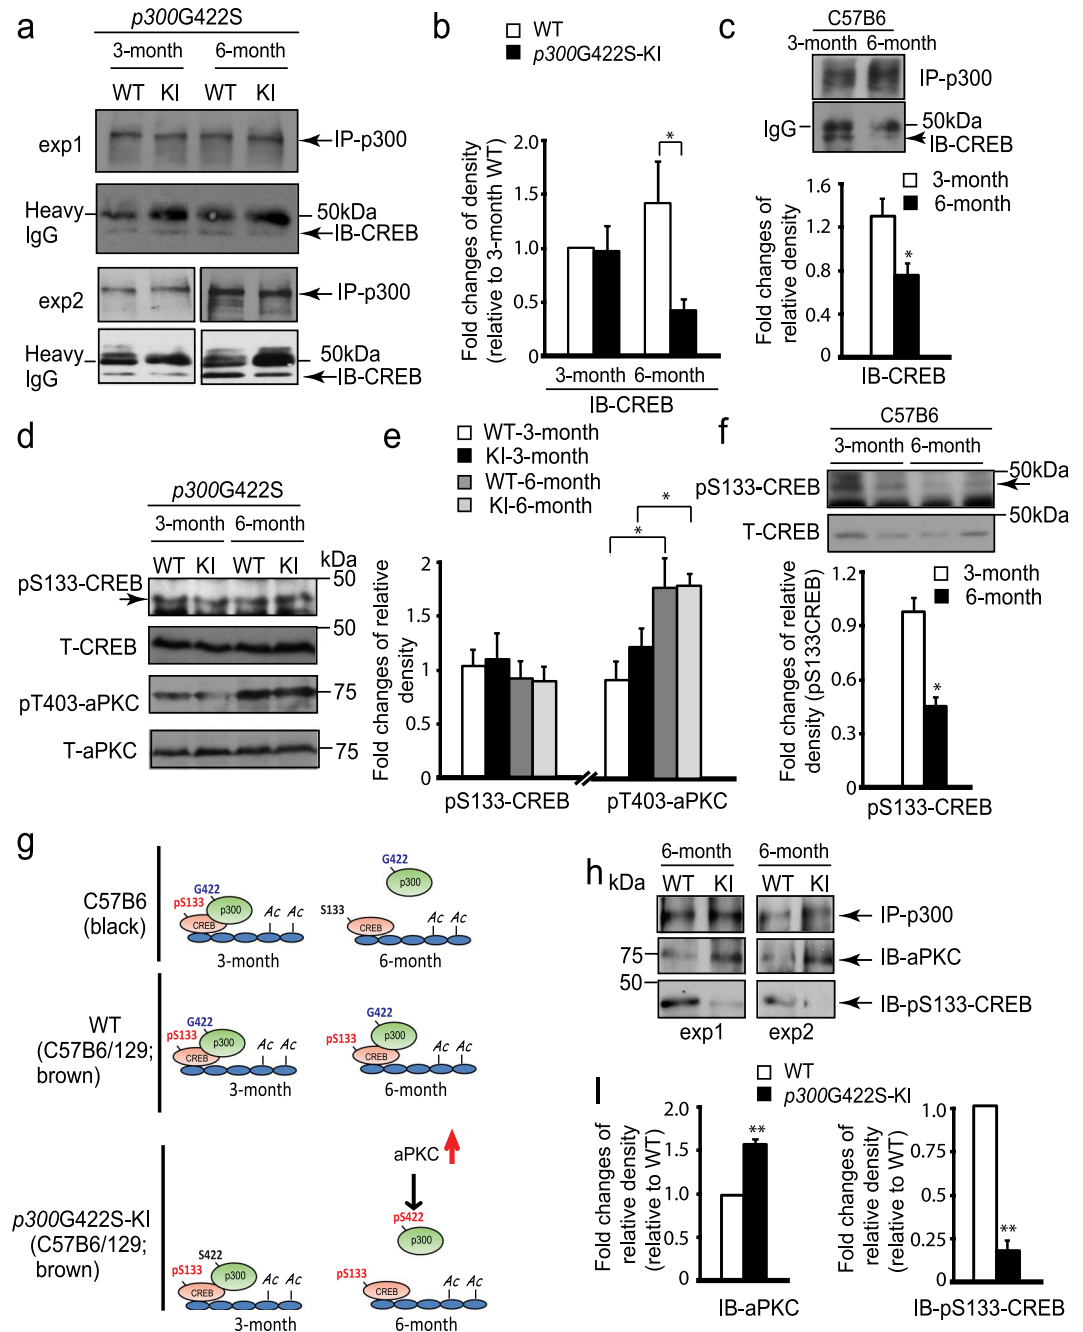 a
p300G422S
3-month 6-month
WT KI WT KI
exp1
IP-p300
Heavy
IgG
50kDa
IB-CREB
exp2
IP-p300
Heavy
IgG
50kDa
IB-CREB
b
WT
p300G422S-KI
Fold changes of density
(relative to 3-month WT)
2.0
1.5
1.0
0.5
0
*
3-month 6-month
IB-CREB
c
C57B6
3-month 6-month
IP-p300
IgG
50kDa
IB-CREB
3-month
6-month
Fold changes of
relative density
1.6
1.2
0.8
0.4
0
*
IB-CREB
d
p300G422S
3-month 6-month
WT KI WT KI
kDa
pS133-CREB
50
T-CREB
50
pT403-aPKC
75
T-aPKC
75
e
WT-3-month
KI-3-month
WT-6-month
KI-6-month
Fold changes of relative
density
2
1.5
1
0.5
0
*
*
pS133-CREB
pT403-aPKC
f
C57B6
3-month 6-month
50kDa
pS133-CREB
50kDa
T-CREB
3-month
6-month
Fold changes of relative
density (pS133CREB)
1.2
0.9
0.6
0.3
0
*
pS133-CREB
g
C57B6
(black)
G422
pS133
p300
CREB
Ac Ac
3-month
G422
p300
S133
CREB
Ac Ac
6-month
WT
(C57B6/129;
brown)
G422
pS133
p300
CREB
Ac Ac
3-month
G422
pS133
p300
CREB
Ac Ac
6-month
p300G422S-KI
(C57B6/129;
brown)
S422
pS133
p300
CREB
Ac Ac
3-month
aPKC
pS422
p300
pS133
CREB
Ac Ac
6-month
h
kDa
6-month 6-month
WT KI WT KI
IP-p300
75
IB-aPKC
50
IB-pS133-CREB
exp1 exp2
I
WT
p300G422S-KI
Fold changes of
relative density
(relative to WT)
2.0
1.5
1.0
0.5
0
**
IB-aPKC
Fold changes of
relative density
(relative to WT)
1
0.75
0.5
0.25
0
**
IB-pS133-CREB